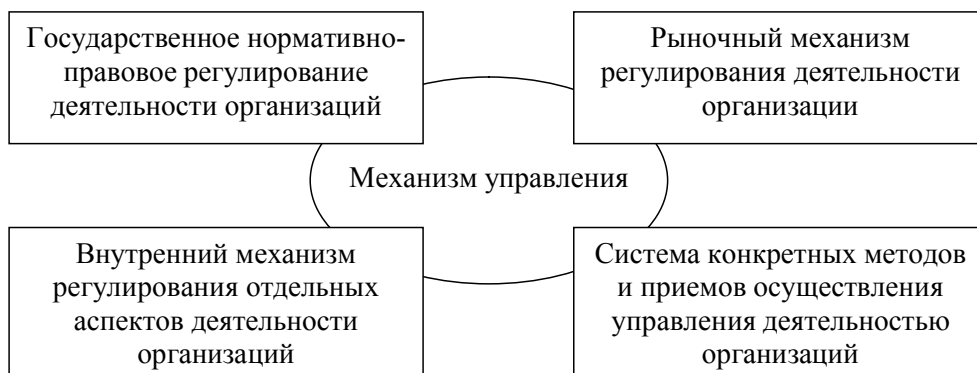 Государственное нормативно-
правовое регулирование
деятельности организаций
Рыночный механизм
регулирования деятельности
организации
Механизм управления
Внутренний механизм
регулирования отдельных
аспектов деятельности
организаций
Система конкретных методов
и приемов осуществления
управления деятельностью
организаций